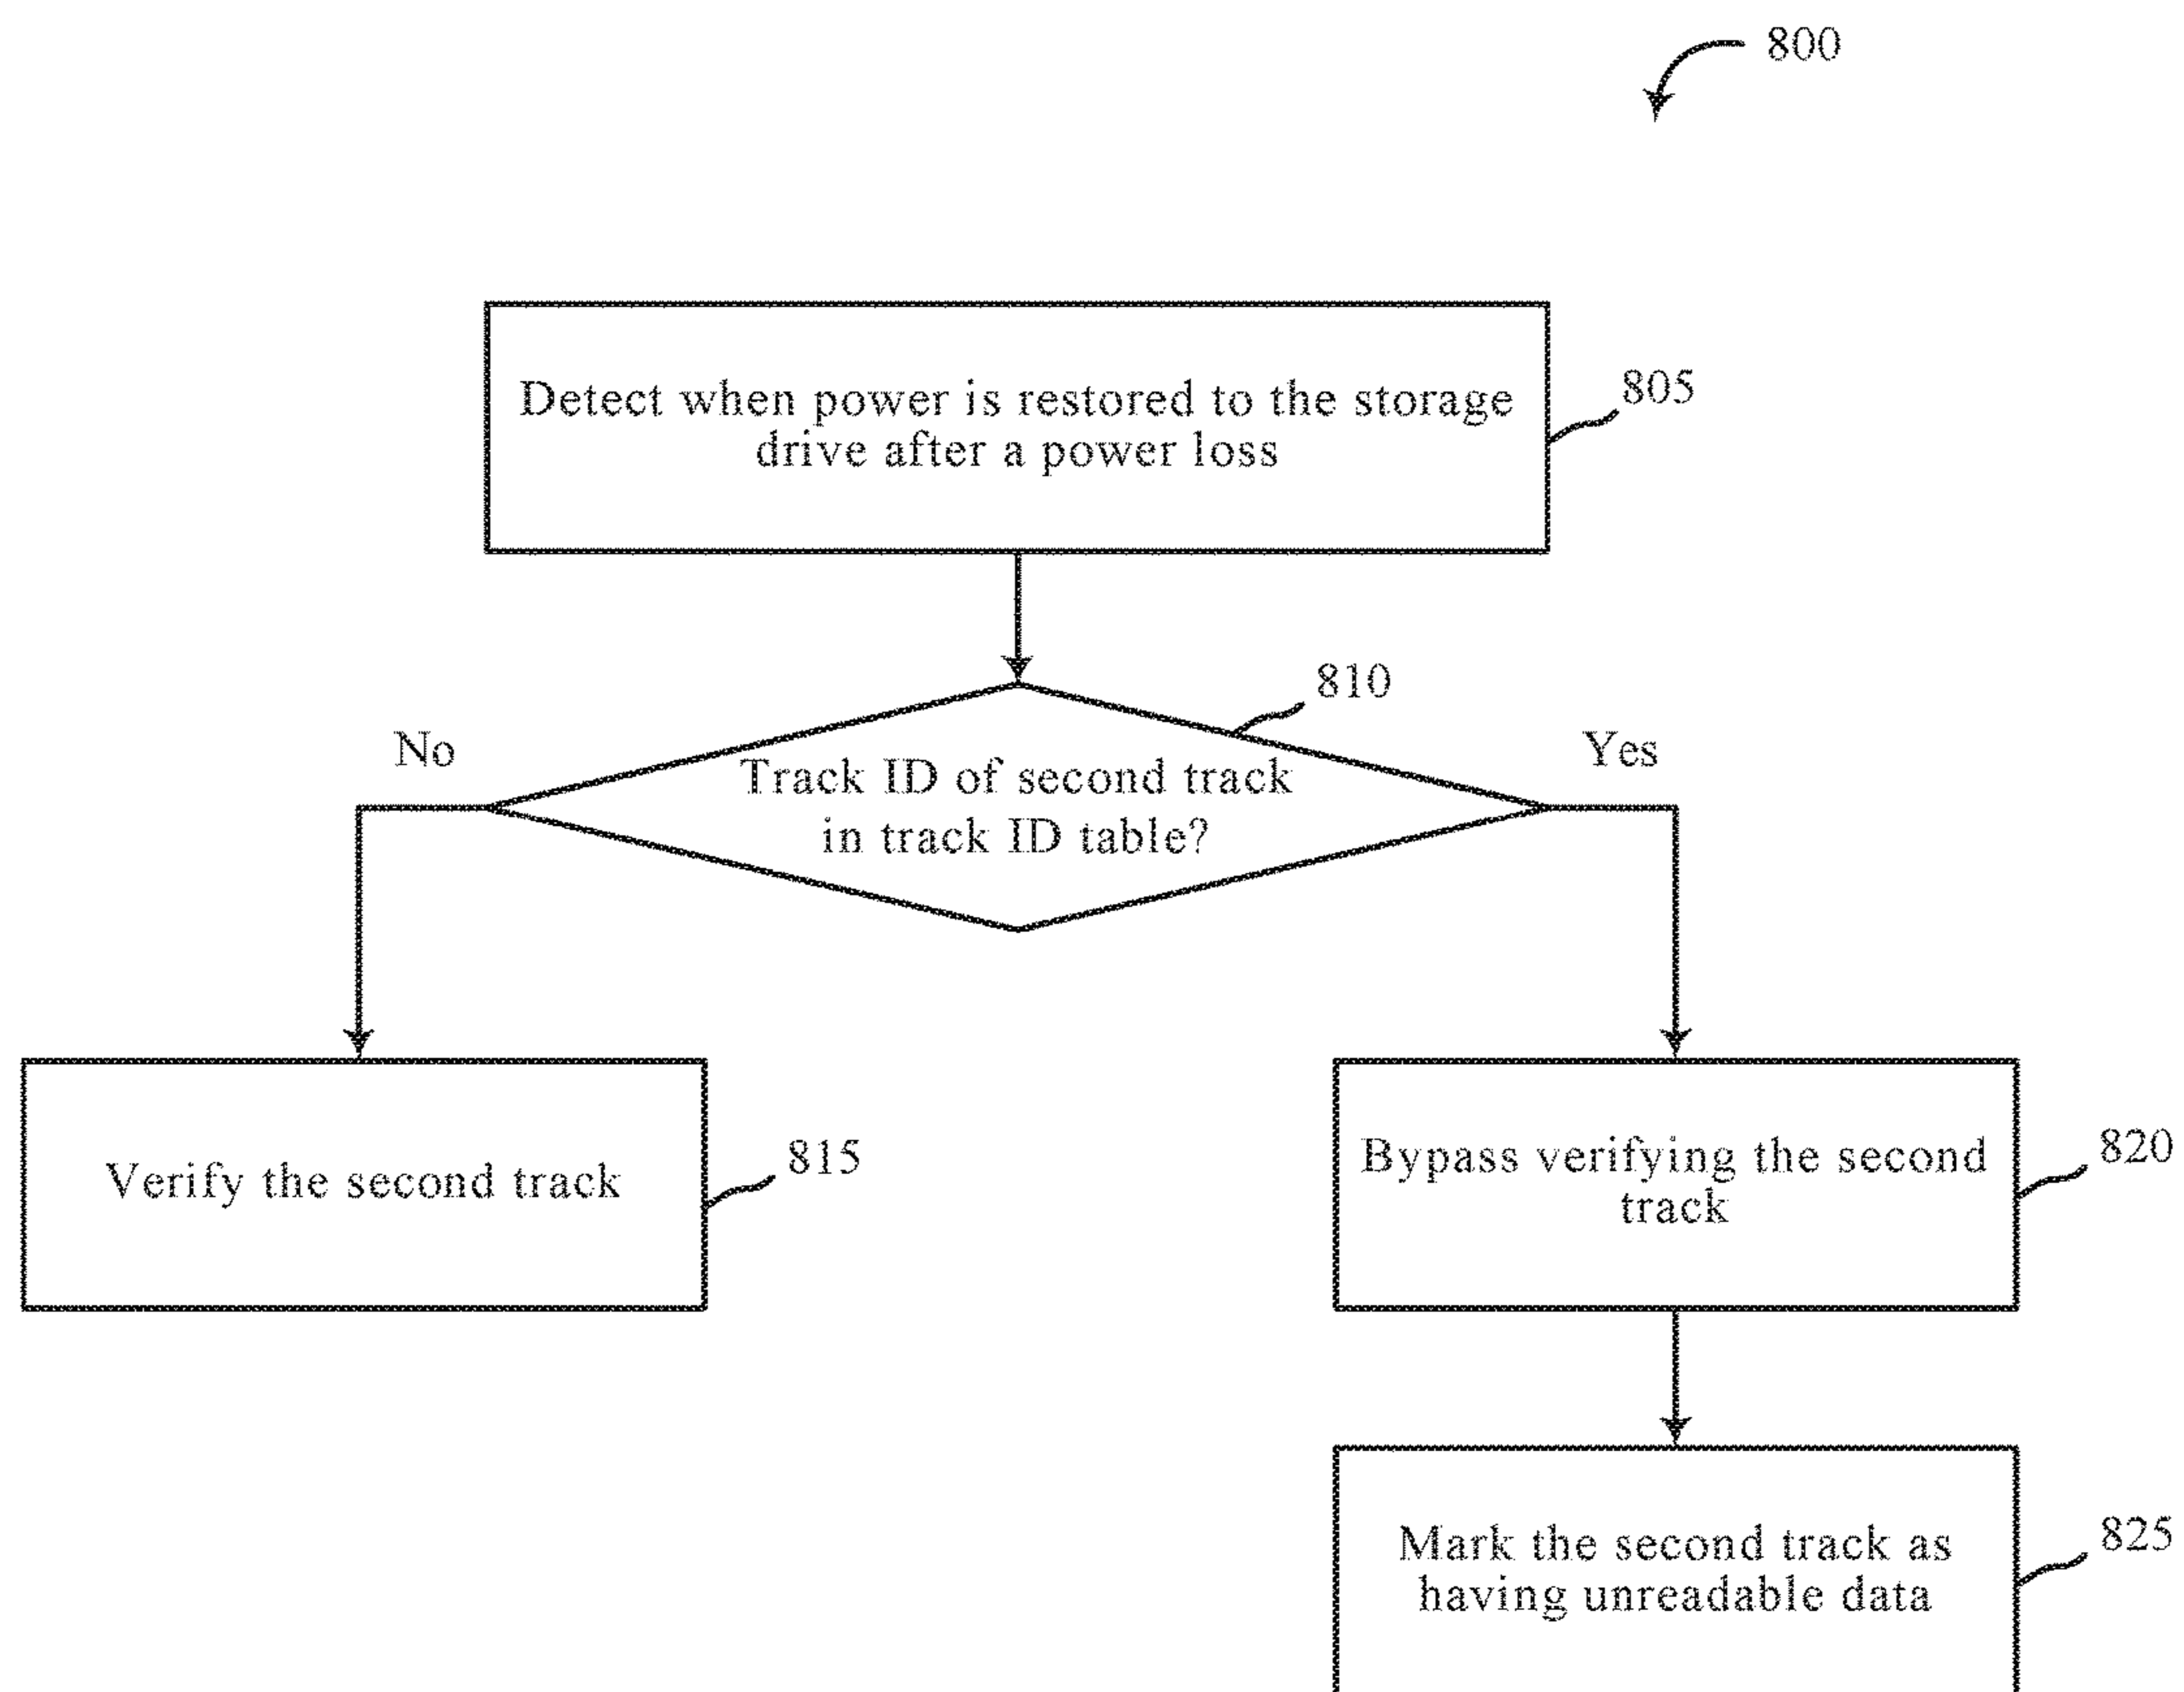 800
Detect when power is restored to the storage
drive after a power loss
805
810
No
Yes
Track ID of second track
in track ID table?
Verify the second track
815
Bypass verifying the second
track
820
Mark the second track as
having unreadable data
825